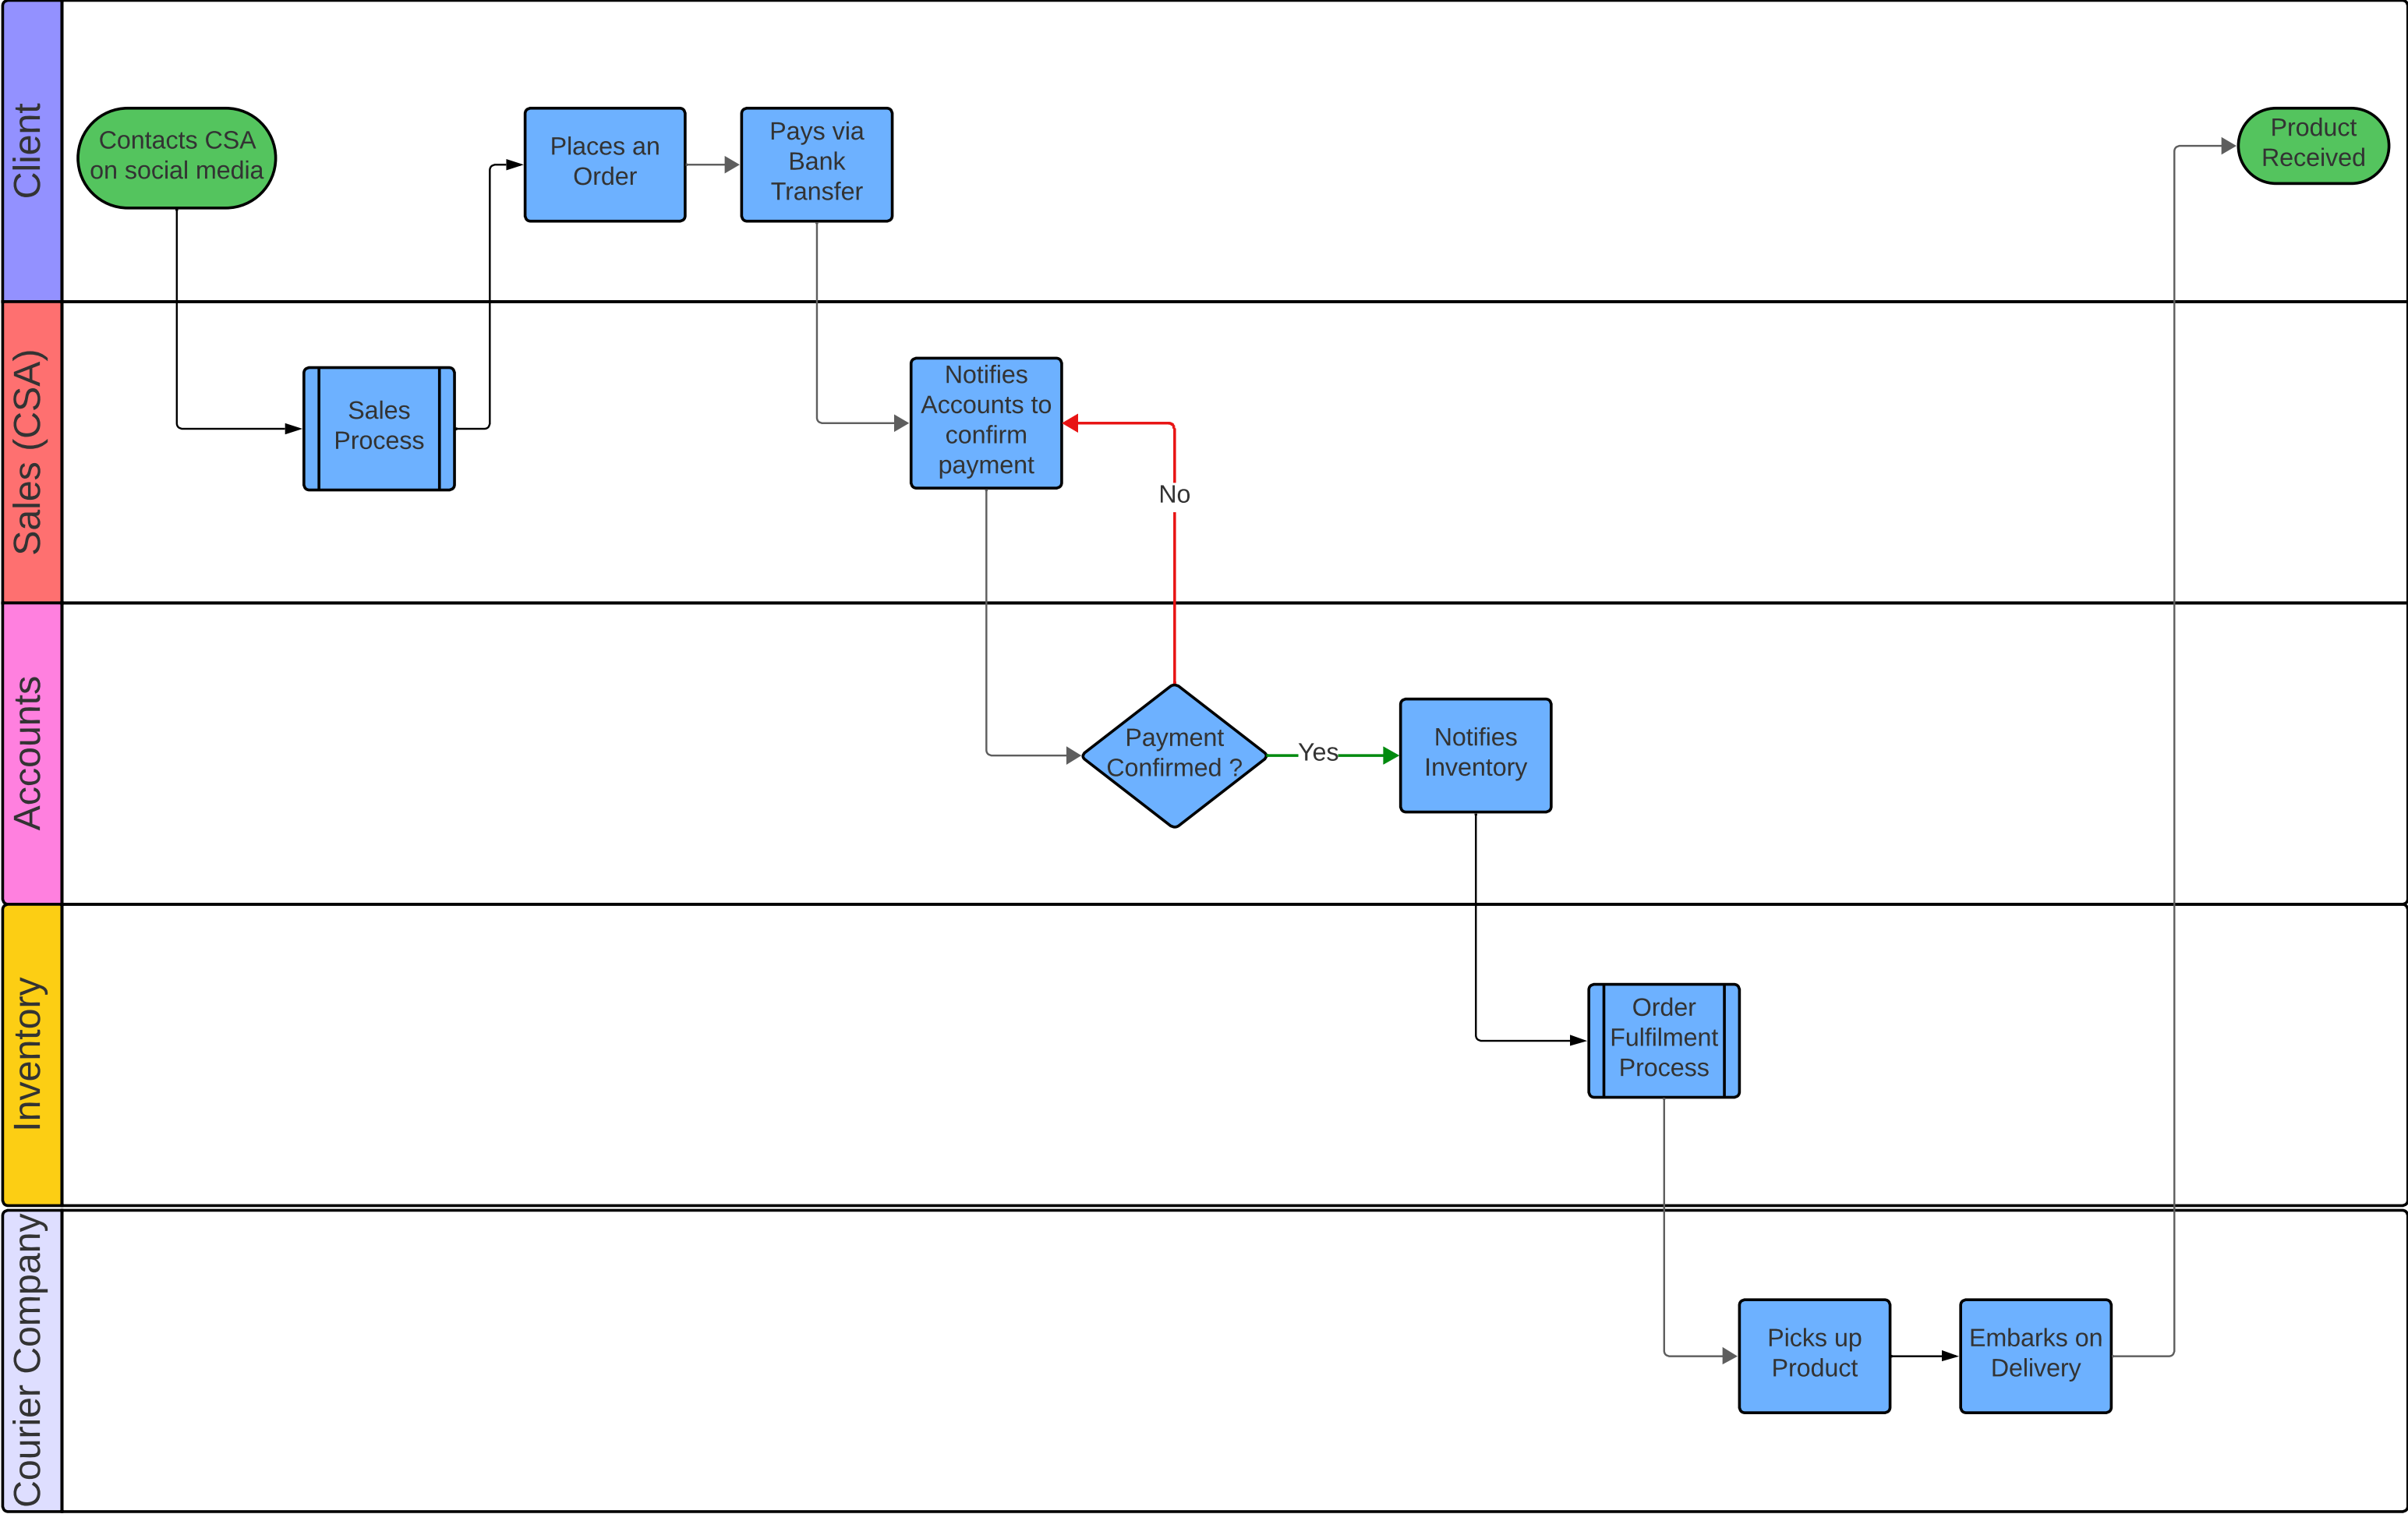 Client
Contacts CSA
on social media
Places an
Order
Pays via
Bank
Transfer
Product
Received
Sales (CSA)
Sales
Process
Notifies
Accounts to
confirm
payment
No
Accounts
Payment
Confirmed ?
Yes
Notifies
Inventory
Inventory
Order
Fulfilment
Process
Courier Company
Picks up
Product
Embarks on
Delivery